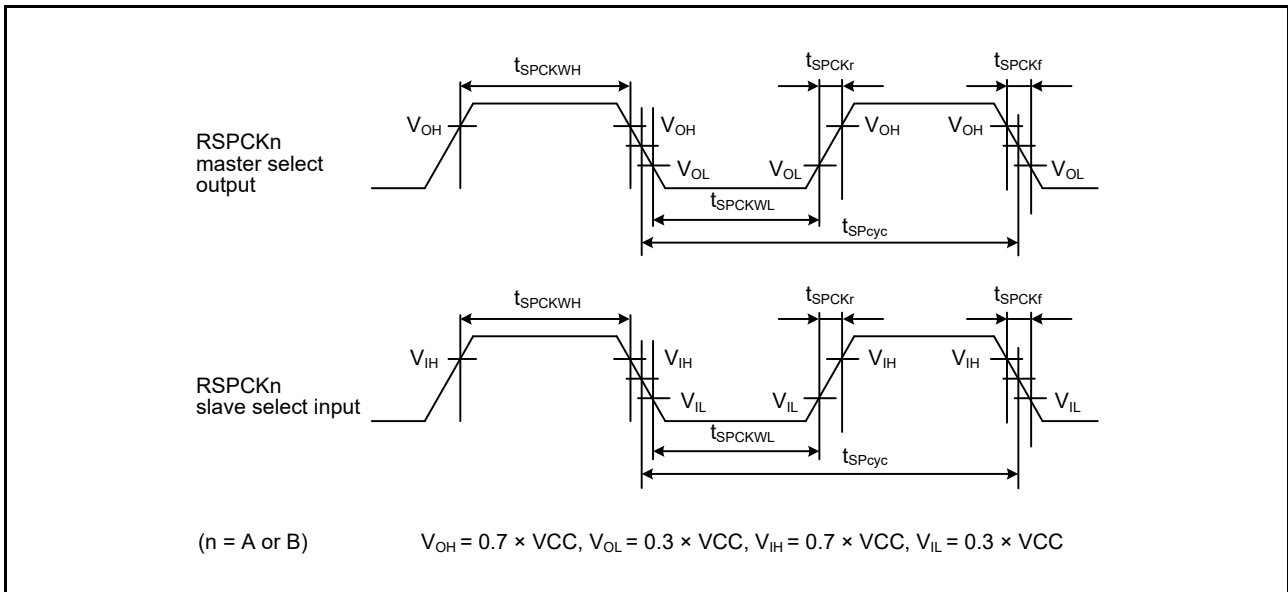 tSPCKWH
tSPCKr
tSPCKf
VOH
VOH
VOH
VOH
RSPCKn
master select
output
VOL
VOL
VOL
tSPCKWL
tSPcyc
tSPCKWH
tSPCKr
tSPCKf
VIH
VIH
VIH
VIH
RSPCKn
slave select input
VIL
VIL
VIL
tSPCKWL
tSPcyc
(n = A or B)
VOH = 0.7 × VCC, VOL = 0.3 × VCC, VIH = 0.7 × VCC, VIL = 0.3 × VCC